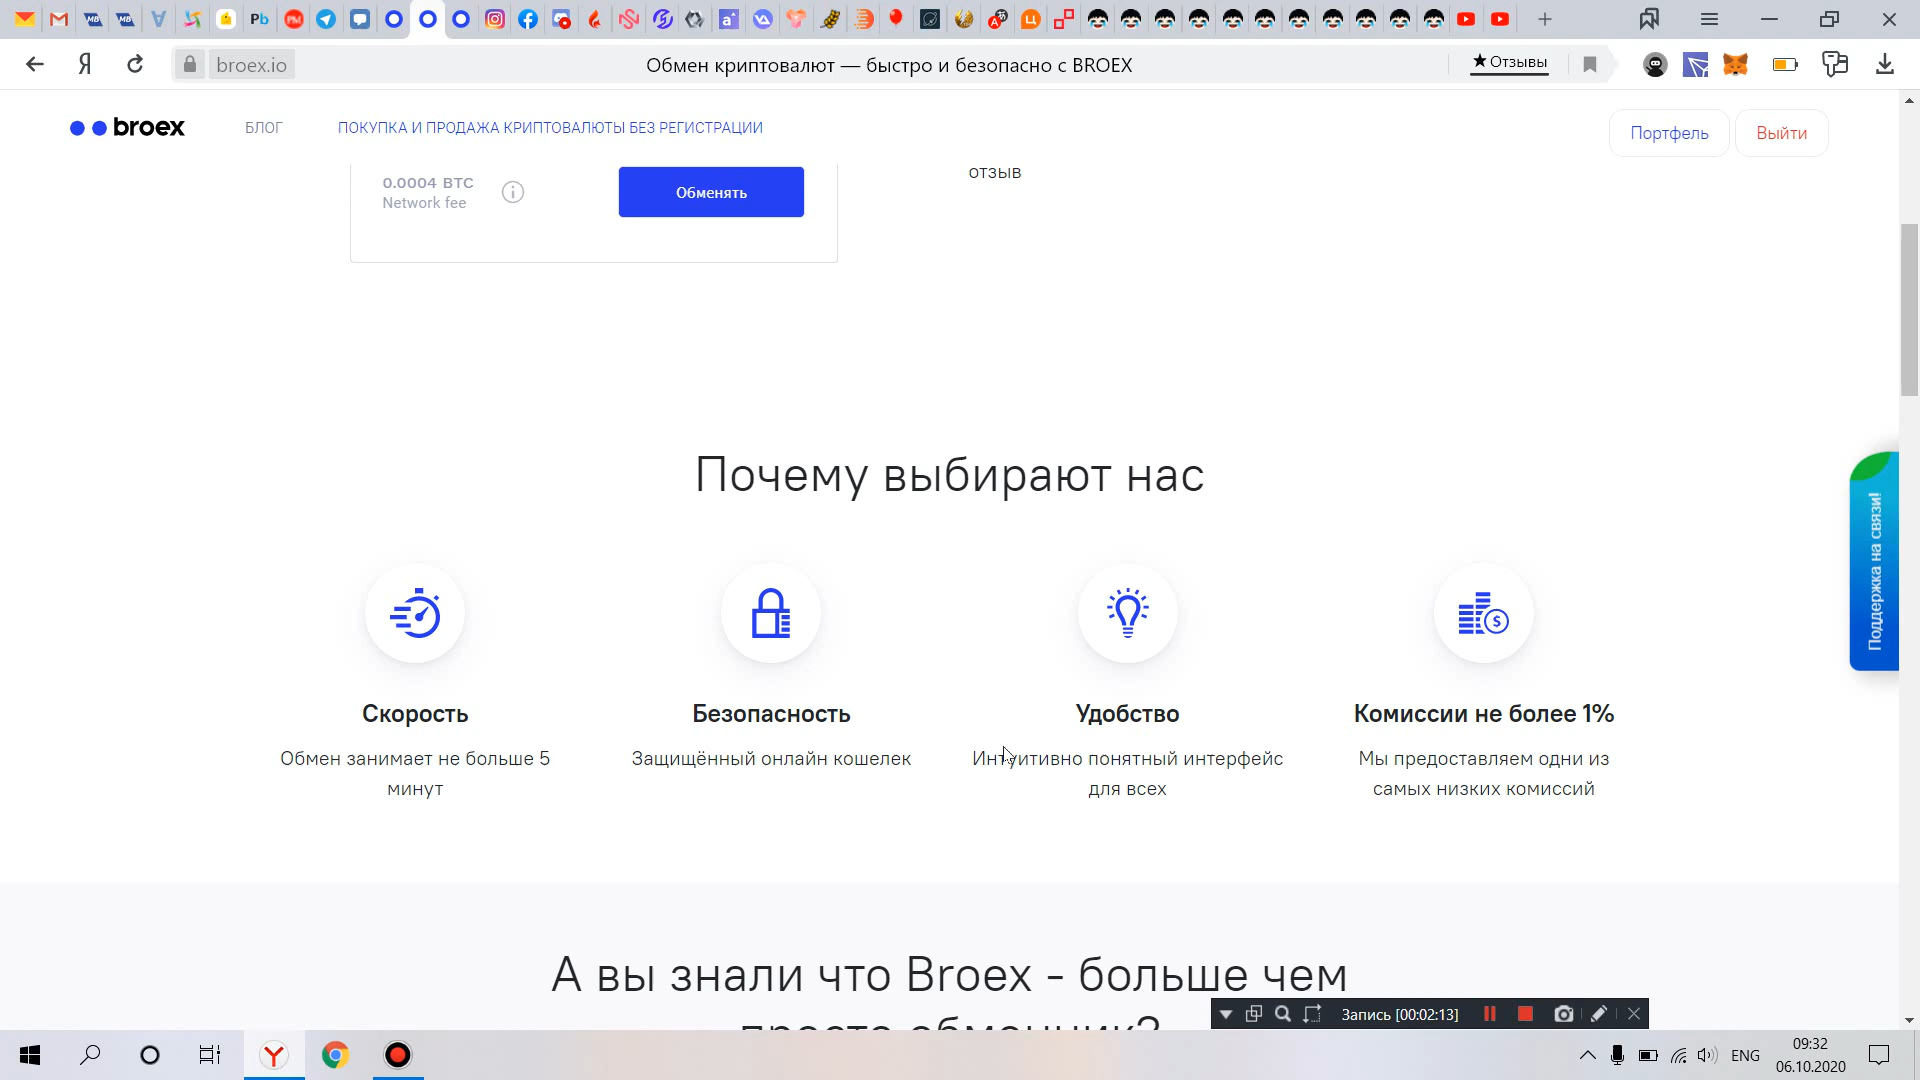 Pb
broex.io
Обмен криптовалют — быстро и безопасно с BROEX
★ Отзывы
broex
БЛОГ
ПОКУПКА И ПРОДАЖА КРИПТОВАЛЮТЫ БЕЗ РЕГИСТРАЦИИ
Портфель
Выйти
0.0004 BTC
Network fee
Обменять
отзыв
Почему выбирают нас
Скорость
Обмен занимает не больше 5
минут
Безопасность
Защищённый онлайн кошелек
Удобство
Интуитивно понятный интерфейс
для всех
Комиссии не более 1%
Мы предоставляем одни из
самых низких комиссий
Поддержка на связи!
А вы знали что Broex - больше чем
просто обменник?
Запись [00:02:13]
ENG
09:32
06.10.2020